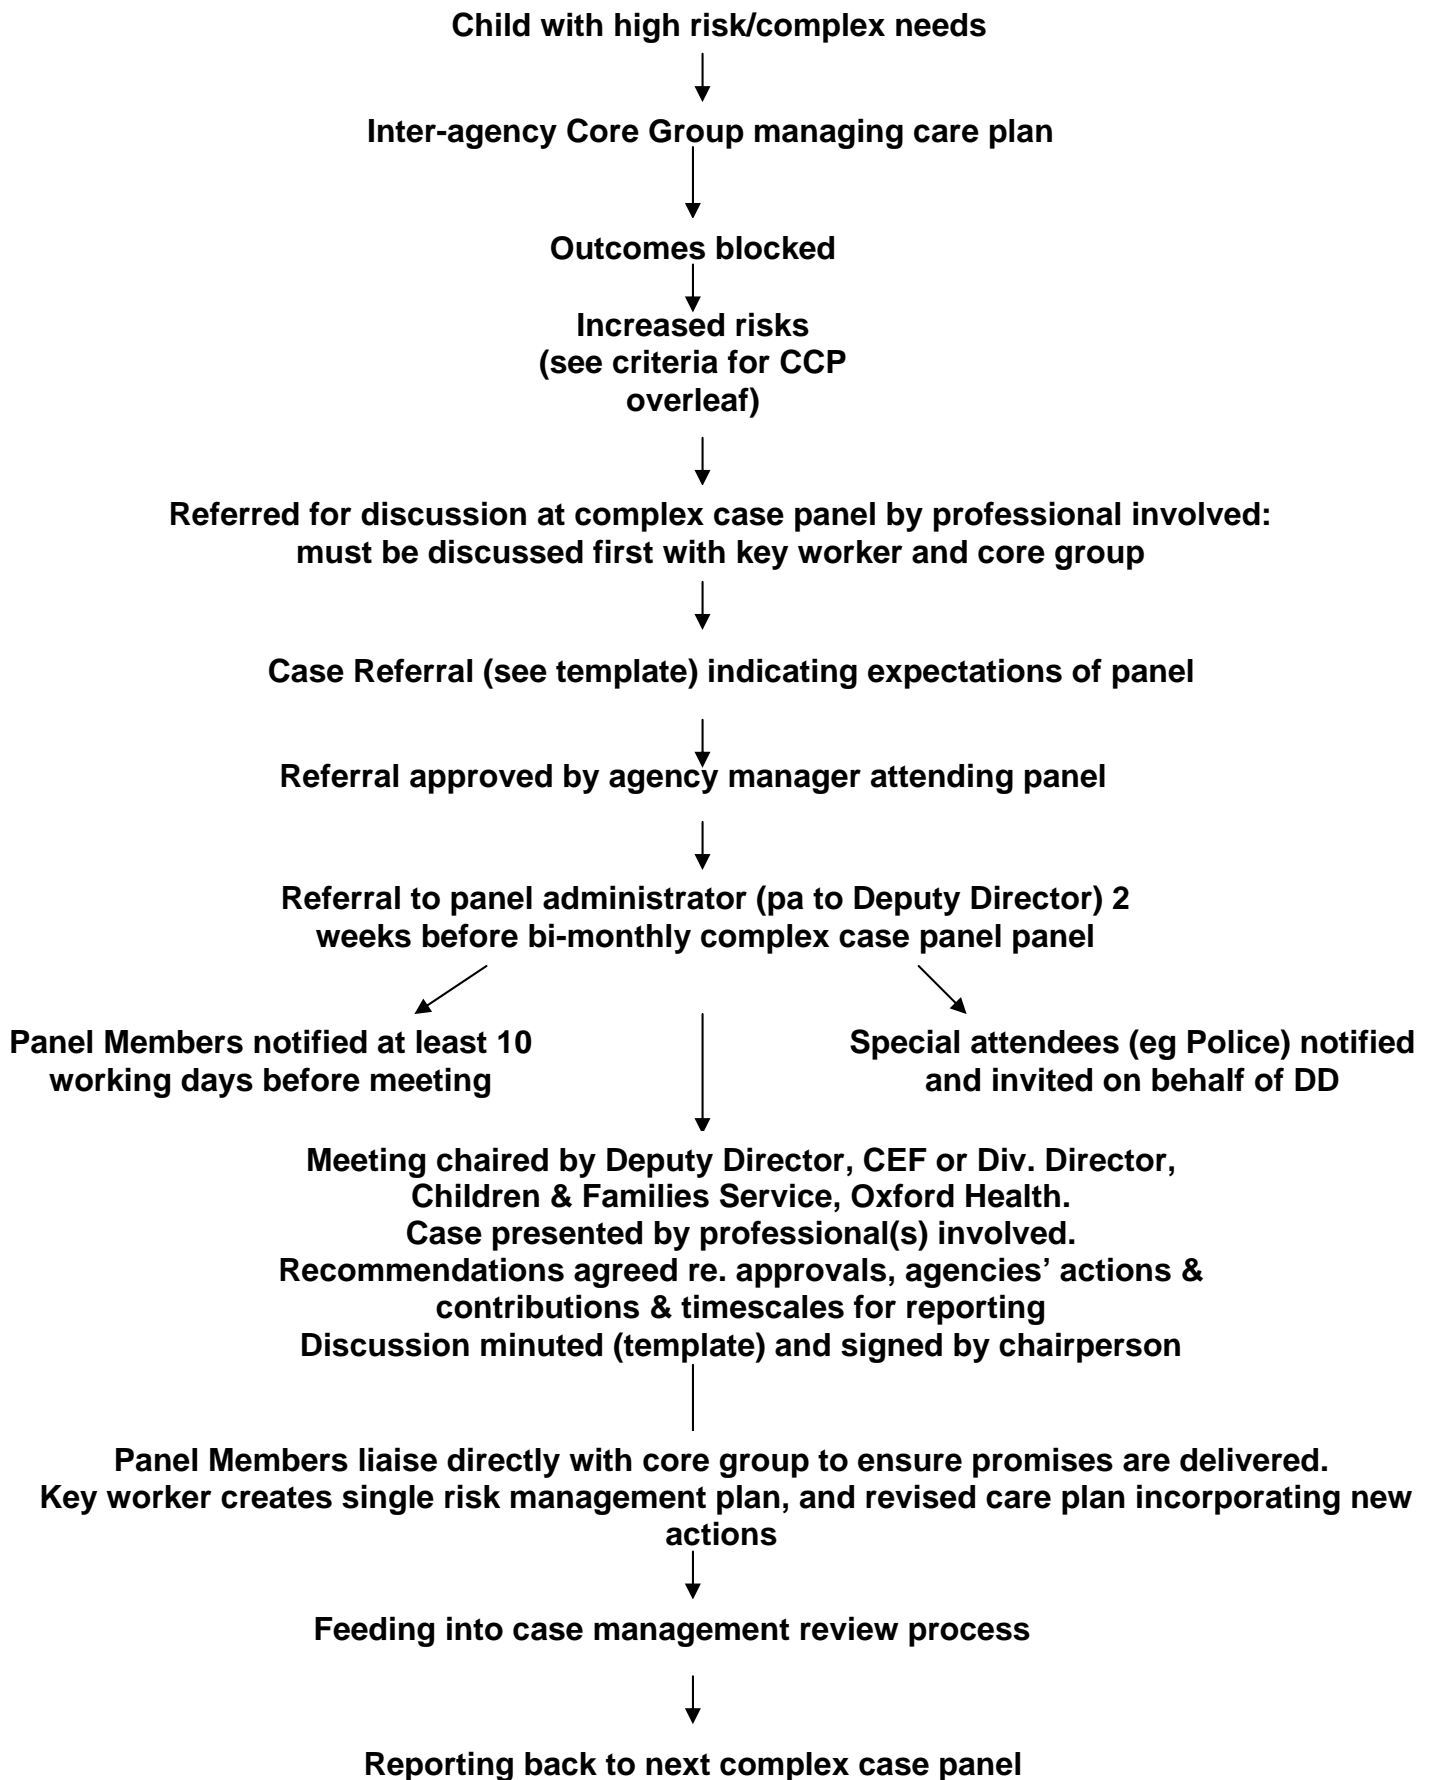 Child with high risk/complex needs
Inter-agency Core Group managing care plan
Outcomes blocked
Increased risks
(see criteria for CCP
overleaf)
Referred for discussion at complex case panel by professional involved:
must be discussed first with key worker and core group
Case Referral (see template) indicating expectations of panel
Referral approved by agency manager attending panel
Referral to panel administrator (pa to Deputy Director) 2
weeks before bi-monthly complex case panel panel
Panel Members notified at least 10
working days before meeting
Special attendees (eg Police) notified
and invited on behalf of DD
Meeting chaired by Deputy Director, CEF or Div. Director,
Children & Families Service, Oxford Health.
Case presented by professional(s) involved.
Recommendations agreed re. approvals, agencies’ actions &
contributions & timescales for reporting
Discussion minuted (template) and signed by chairperson
Panel Members liaise directly with core group to ensure promises are delivered.
Key worker creates single risk management plan, and revised care plan incorporating new
actions
Feeding into case management review process
Reporting back to next complex case panel